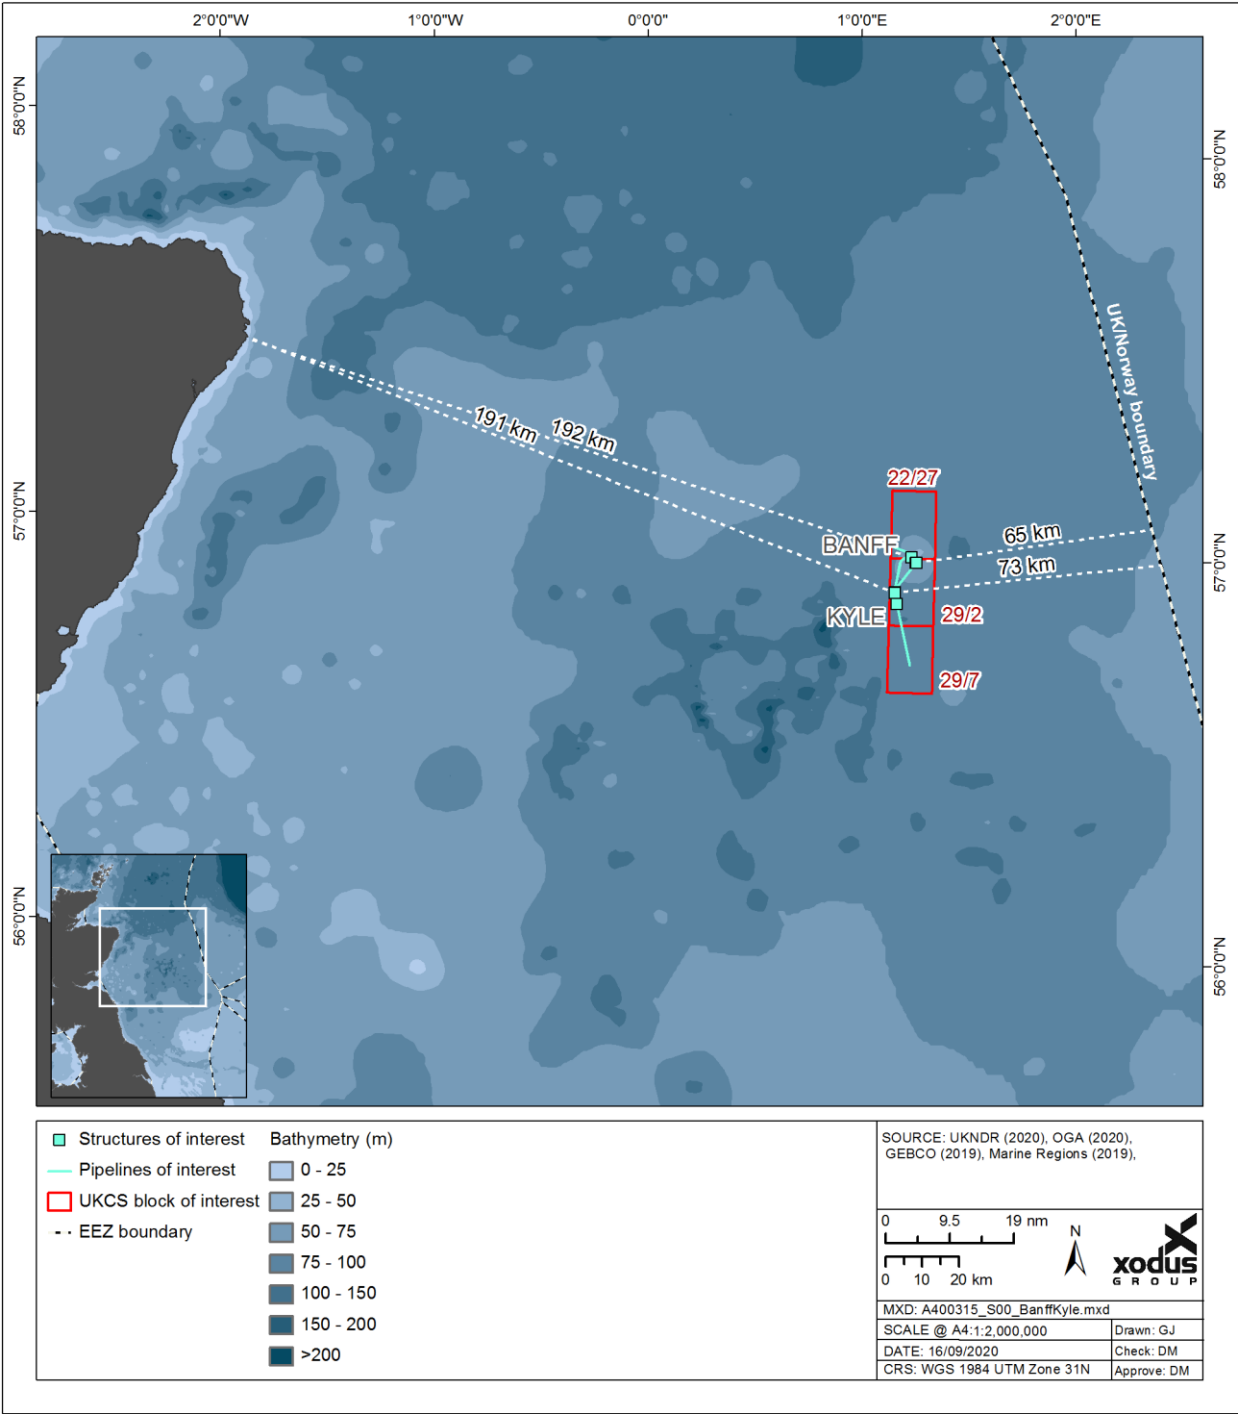 2°0'0"W 1°0'0"W 0°0'0" 1°0'0"E 2°0'0"E
58°0'0"N
58°0'0"N
57°0'0"N
57°0'0"N
56°0'0"N
56°0'0"N
UK/Norway boundary
191 km
192 km
22/27
BANFF
65 km
73 km
KYLE
29/2
29/7
Structures of interest
Pipelines of interest
UKCS block of interest
EEZ boundary
Bathymetry (m)
0 - 25
25 - 50
50 - 75
75 - 100
100 - 150
150 - 200
>200
SOURCE: UKNDR (2020), OGA (2020),
GEBCO (2019), Marine Regions (2019),
0 9.5 19 nm
0 10 20 km
N
xodus
GROUP
MXD: A400315_S00_BanffKyle.mxd
SCALE @ A4:1:2,000,000
Drawn: GJ
DATE: 16/09/2020
Check: DM
CRS: WGS 1984 UTM Zone 31N
Approve: DM